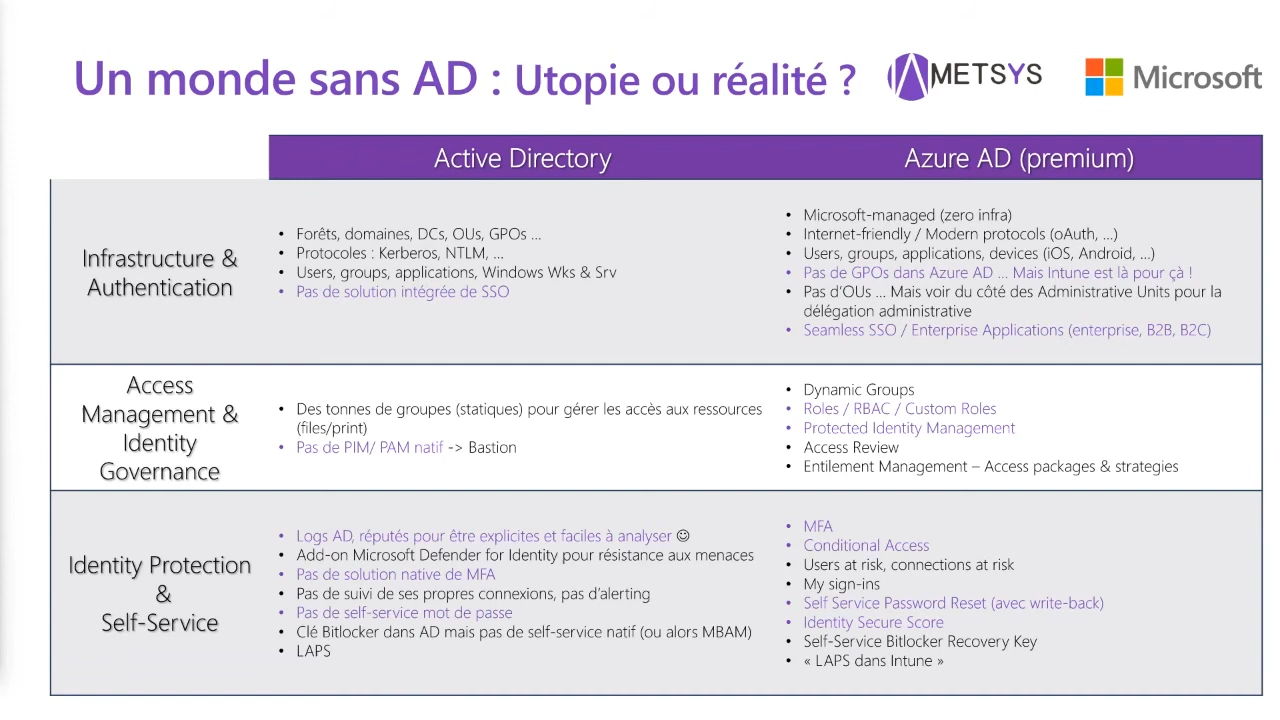 Un monde sans AD : Utopie ou réalité ?
METSYS
Microsoft
Active Directory
Azure AD (premium)
Infrastructure &
Authentication
• Forêts, domaines, DCs, OUs, GPOs ...
• Protocoles : Kerberos, NTLM, ...
• Users, groups, applications, Windows Wks & Srv
• Pas de solution intégrée de SSO
• Microsoft-managed (zero infra)
• Internet-friendly / Modern protocols (oAuth, ...)
• Users, groups, applications, devices (iOS, Android, ...)
• Pas de GPOs dans Azure AD ... Mais Intune est là pour çà !
• Pas d'OUs ... Mais voir du côté des Administrative Units pour la
délégation administrative
• Seamless SSO / Enterprise Applications (enterprise, B2B, B2C)
Access
Management &
Identity
Governance
• Des tonnes de groupes (statiques) pour gérer les accès aux ressources
(files/print)
• Pas de PIM/ PAM natif -> Bastion
• Dynamic Groups
• Roles / RBAC / Custom Roles
• Protected Identity Management
• Access Review
• Entilement Management – Access packages & strategies
Identity Protection
&
Self-Service
• Logs AD, réputés pour être explicites et faciles à analyser ☺
• Add-on Microsoft Defender for Identity pour résistance aux menaces
• Pas de solution native de MFA
• Pas de suivi de ses propres connexions, pas d'alerting
• Pas de self-service mot de passe
• Clé Bitlocker dans AD mais pas de self-service natif (ou alors MBAM)
• LAPS
• MFA
• Conditional Access
• Users at risk, connections at risk
• My sign-ins
• Self Service Password Reset (avec write-back)
• Identity Secure Score
• Self-Service Bitlocker Recovery Key
• « LAPS dans Intune »